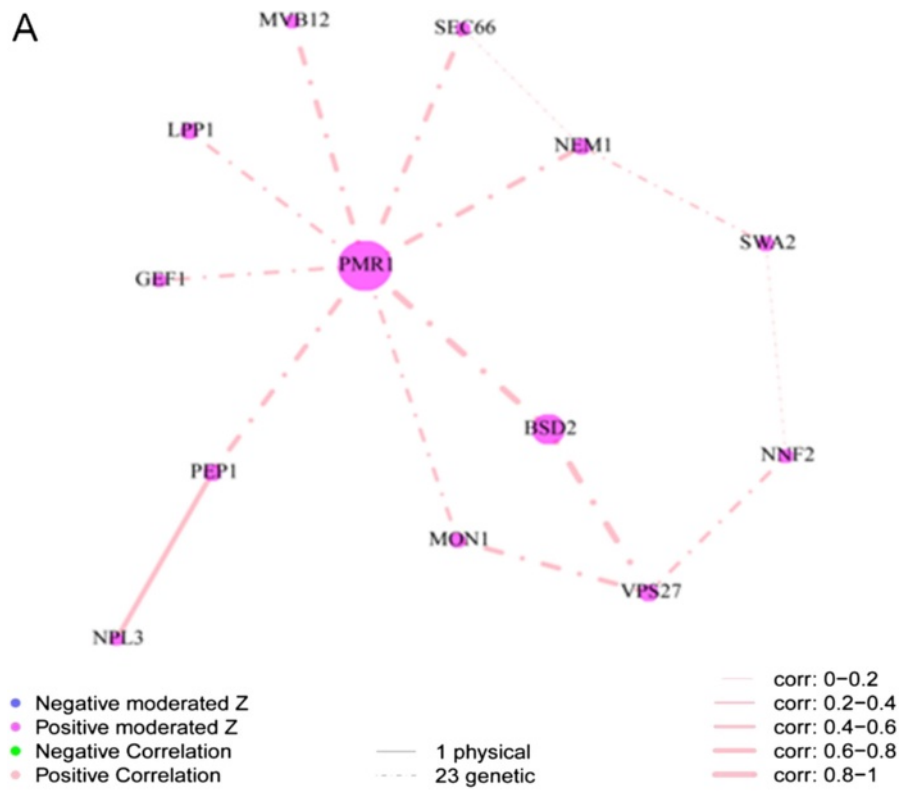 A
MVB12
SEC66
LPP1
NEM1
SWA2
PMR1
GEF1
BSD2
NNF2
PEP1
MON1
VPS27
NPL3
Negative moderated Z
Positive moderated Z
Negative Correlation
Positive Correlation
1 physical
23 genetic
corr: 0−0.2
corr: 0.2−0.4
corr: 0.4−0.6
corr: 0.6−0.8
corr: 0.8−1